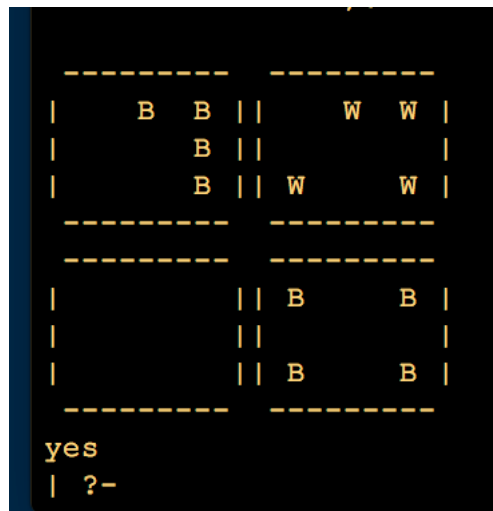 ---------   ---------
|    B  B ||    W  W |
|       B ||         |
|       B || W     W |
 ---------   ---------
 ---------   ---------
|         || B     B |
|         ||         |
|         || B     B |
 ---------   ---------
yes
| ?-